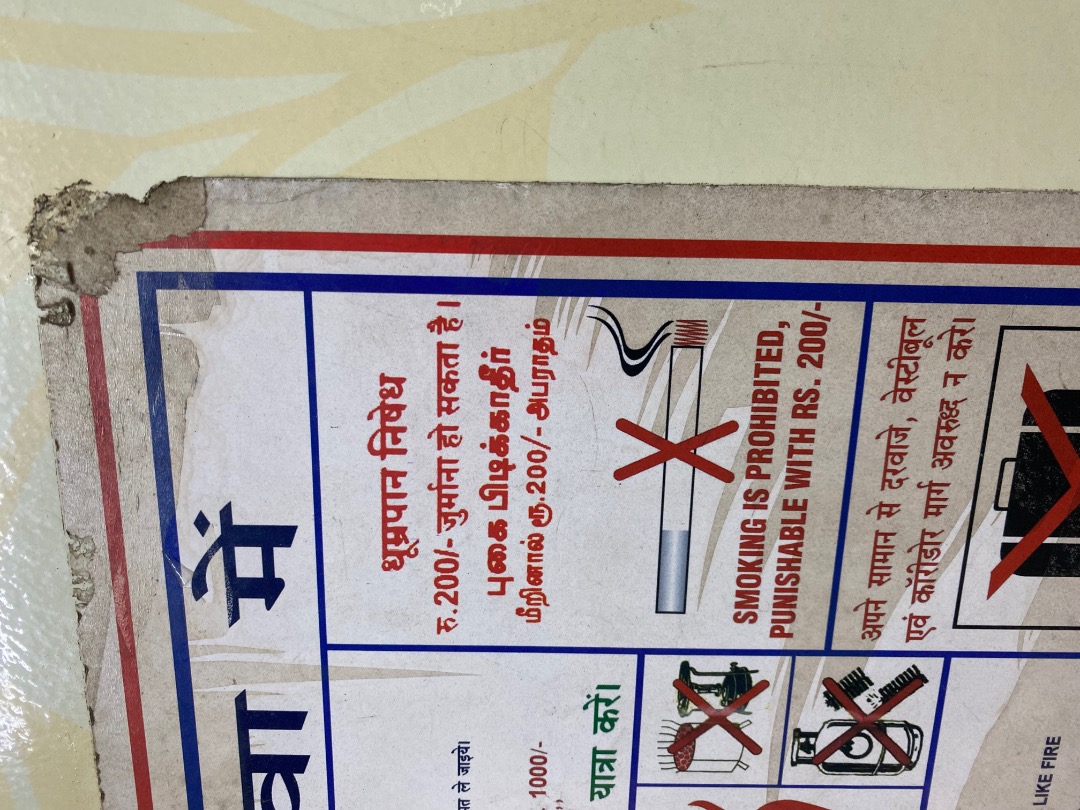 में
धूम्रपान निषेध
रु.200/- जुर्माना हो सकता है।
புகை பிடிக்காதீர்
மீறினால் ரூ.200/- அபராதம்
SMOKING IS PROHIBITED,
PUNISHABLE WITH RS. 200/-
अपने सामान से दरवाजे, वेस्टीबूल
एवं कॉरीडोर मार्ग अवरुध्द न करे।
ले जाइये।
1000/-
यात्रा करें।
LIKE FIRE